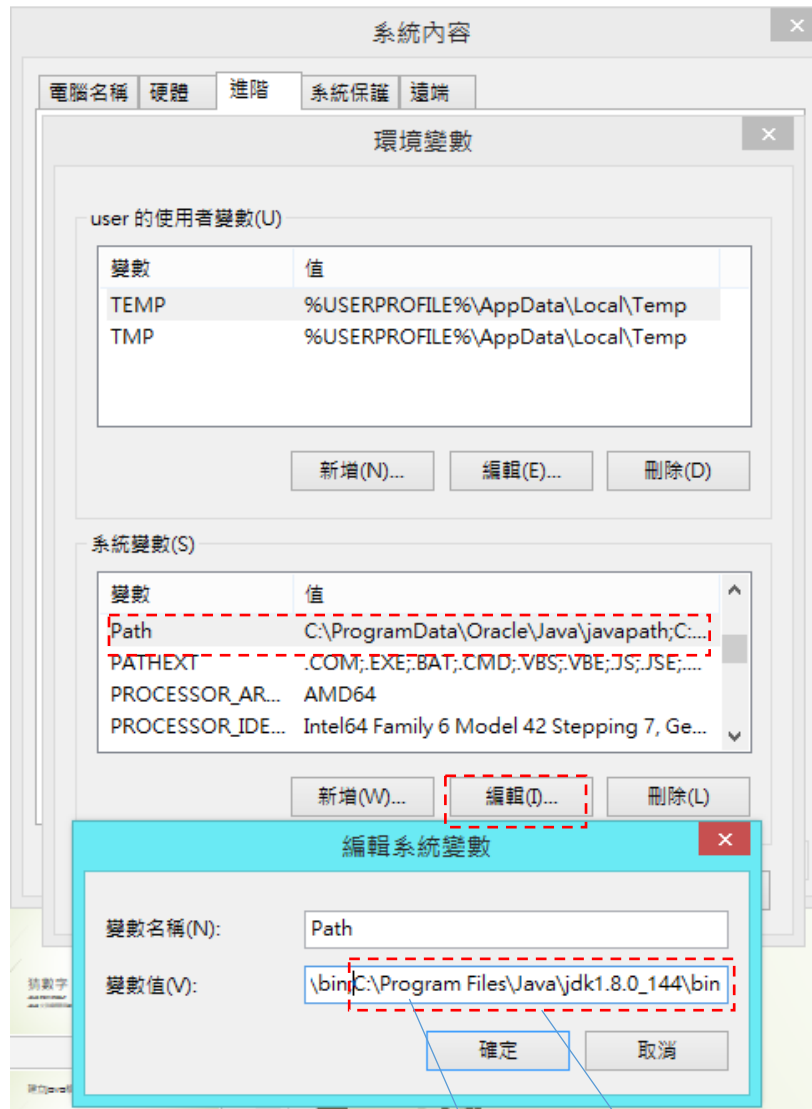 系統內容
電腦名稱 硬體 進階 系統保護 遠端
環境變數
user 的使用者變數(U)
變數 值
TEMP %USERPROFILE%\AppData\Local\Temp
TMP %USERPROFILE%\AppData\Local\Temp
新增(N)... 編輯(E)... 刪除(D)
系統變數(S)
變數 值
Path C:\ProgramData\Oracle\Java\javapath;C:...
PATHEXT .COM;.EXE;.BAT;.CMD;.VBS;.VBE;.JS;.JSE;....
PROCESSOR_AR... AMD64
PROCESSOR_IDE... Intel64 Family 6 Model 42 Stepping 7, Ge...
新增(W)... 編輯(I)... 刪除(L)
編輯系統變數
變數名稱(N): Path
變數值(V): \bin;C:\Program Files\Java\jdk1.8.0_144\bin
確定 取消
猜數字